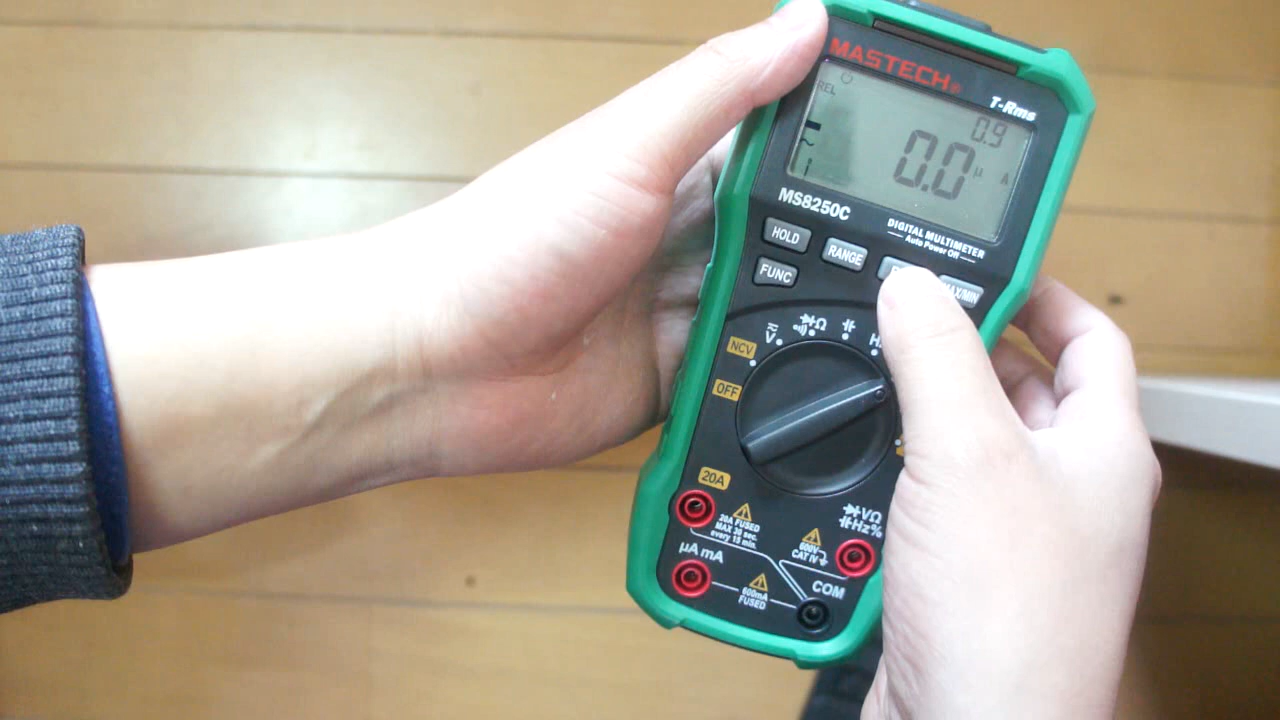 MASTECH®
T-Rms
REL
0.9
0.0 µ A
MS8250C
DIGITAL MULTIMETER
Auto Power Off
HOLD
RANGE
MAX/MIN
FUNC
NCV
V
Ω
OFF
20A
20A FUSED
MAX 30 sec.
every 15 min.
VΩ
Hz%
600V
CAT IV
µA mA
600mA
FUSED
COM